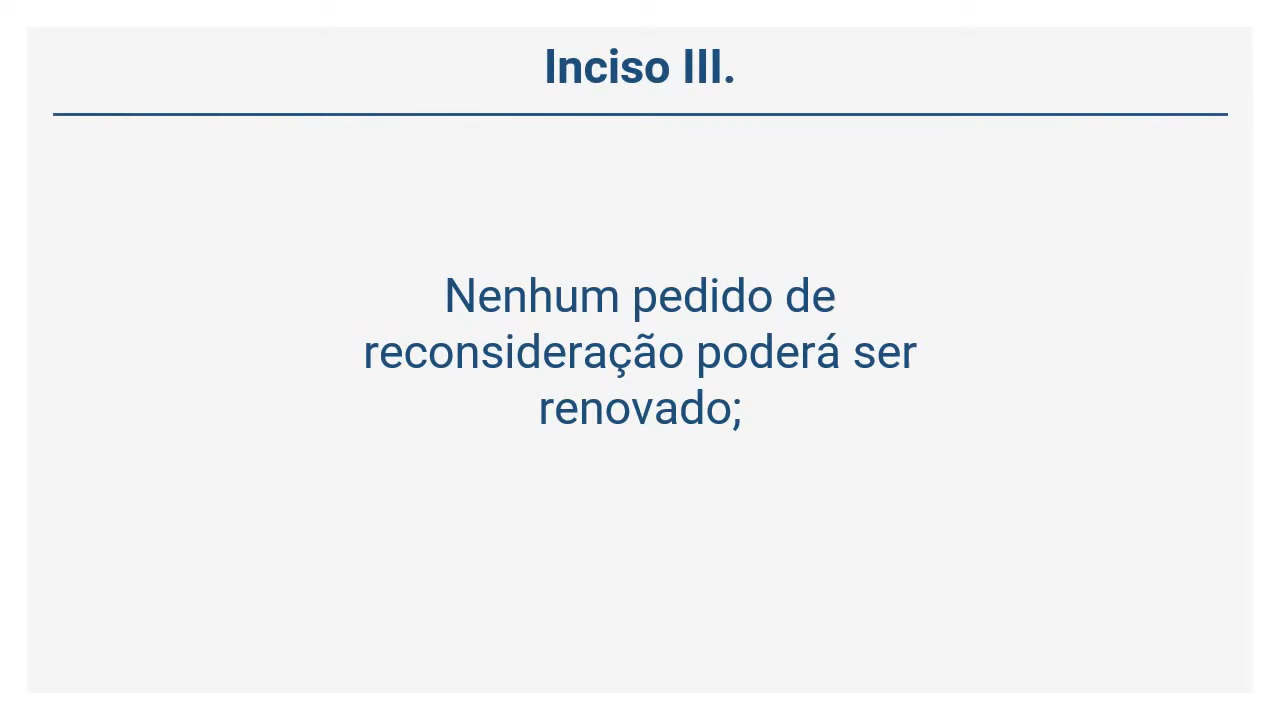 Inciso III.
Nenhum pedido de
reconsideração poderá ser
renovado;